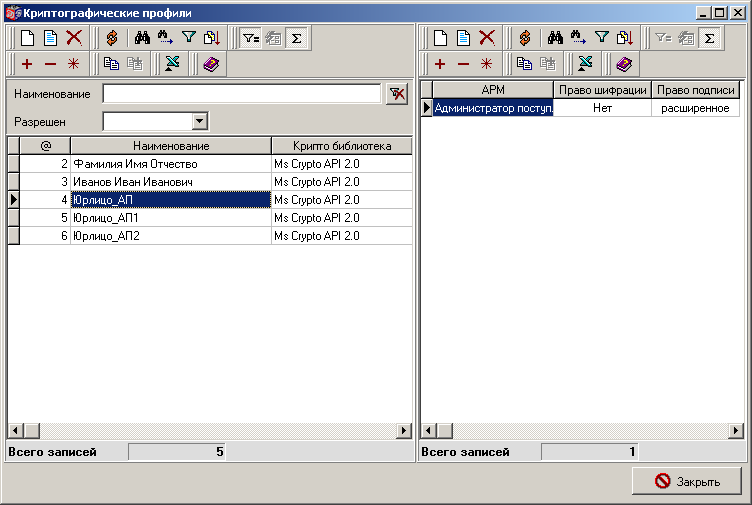 Криптографические профили
Наименование
Разрешен
@ Наименование Крипто библиотека
2 Фамилия Имя Отчество Ms Crypto API 2.0
3 Иванов Иван Иванович Ms Crypto API 2.0
4 Юрлицо_АП Ms Crypto API 2.0
5 Юрлицо_АП1 Ms Crypto API 2.0
6 Юрлицо_АП2 Ms Crypto API 2.0
Всего записей 5
АРМ Право шифрации Право подписи
Администратор поступ. Нет расширенное
Всего записей 1
Закрыть